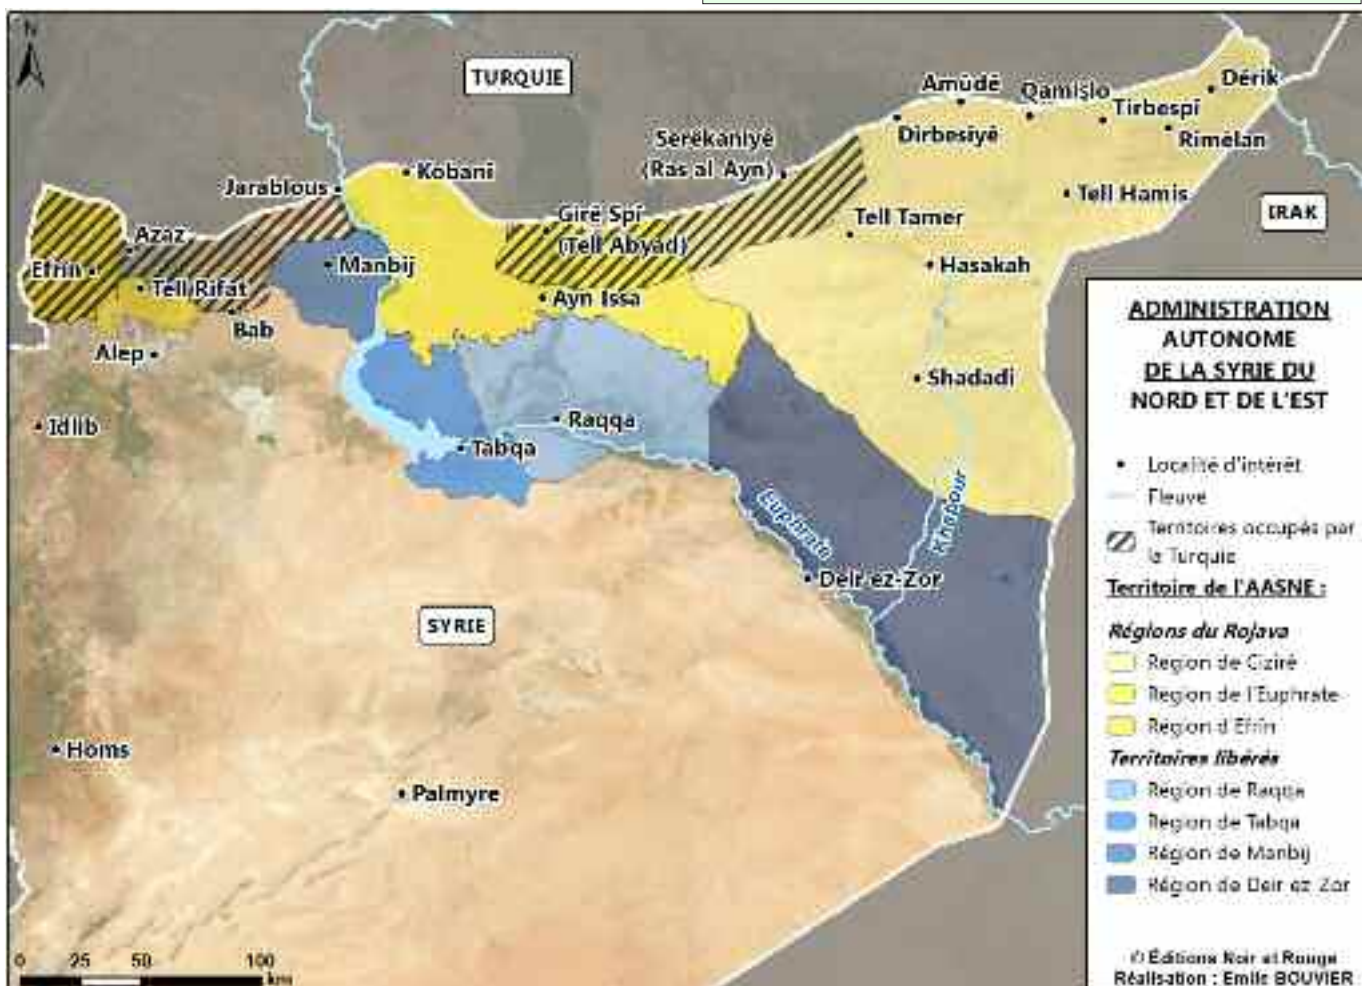 N
TURQUIE
Amûdê
Qamişlo
Dérik
Tirbespî
Dirbesiyê
Rimelan
Serêkaniyê
(Ras al Ayn)
Kobani
Jarablous
Tell Hamis
IRAK
Girê Spî
(Tell Abyad)
Tell Tamer
Azaz
Efrîn
Manbij
Hasakah
Tell Rifat
Ayn Issa
Bab
Alep
Shadadi
Idlib
Raqqa
Tabqa
Euphrate
Khabour
Deir-ez-Zor
SYRIE
Homs
Palmyre
0 25 50 100
km
ADMINISTRATION
AUTONOME
DE LA SYRIE DU
NORD ET DE L'EST
Localité d'intérêt
Fleuve
Territoires occupés par
la Turquie
Territoire de l'AASNE :
Régions du Rojava
Région de Cizirê
Région de l'Euphrate
Région d'Efrîn
Territoires libérés
Région de Raqqa
Région de Tabqa
Région de Manbij
Région de Deir ez-Zor
© Éditions Noir et Rouge
Réalisation : Emile BOUVIER